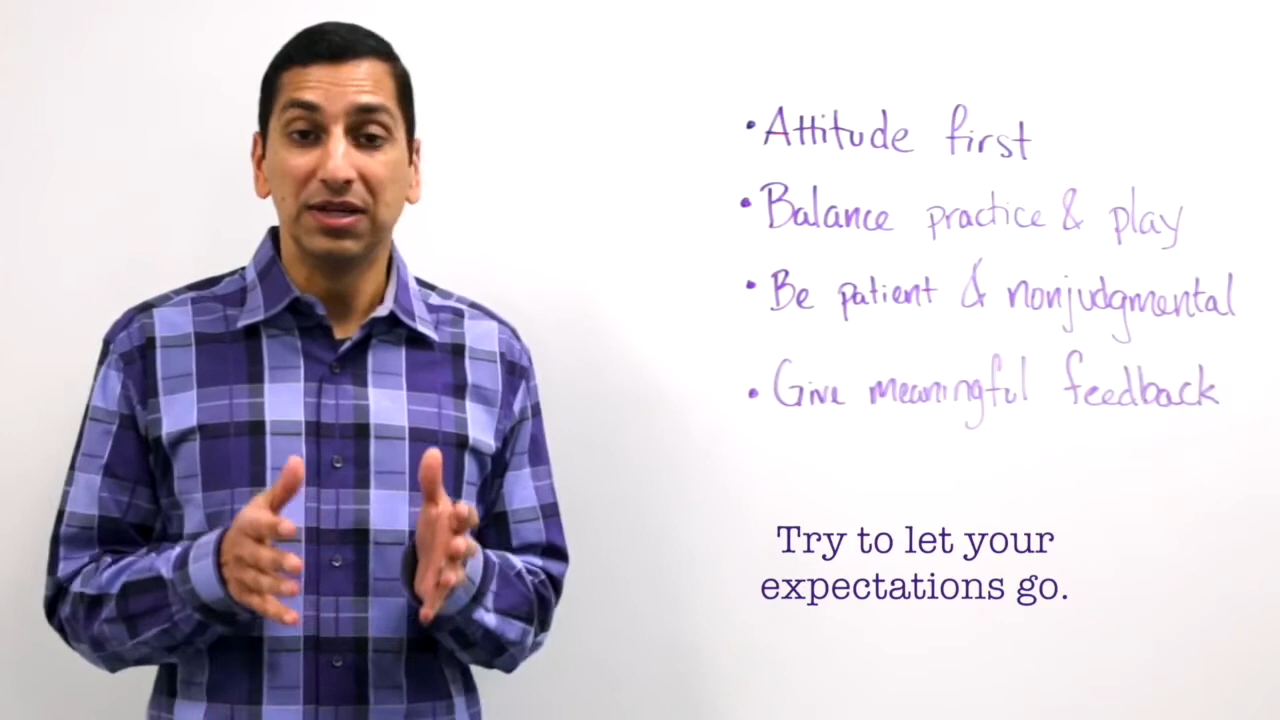 • Attitude first
• Balance practice & play
• Be patient & nonjudgmental
• Give meaningful feedback
Try to let your
expectations go.